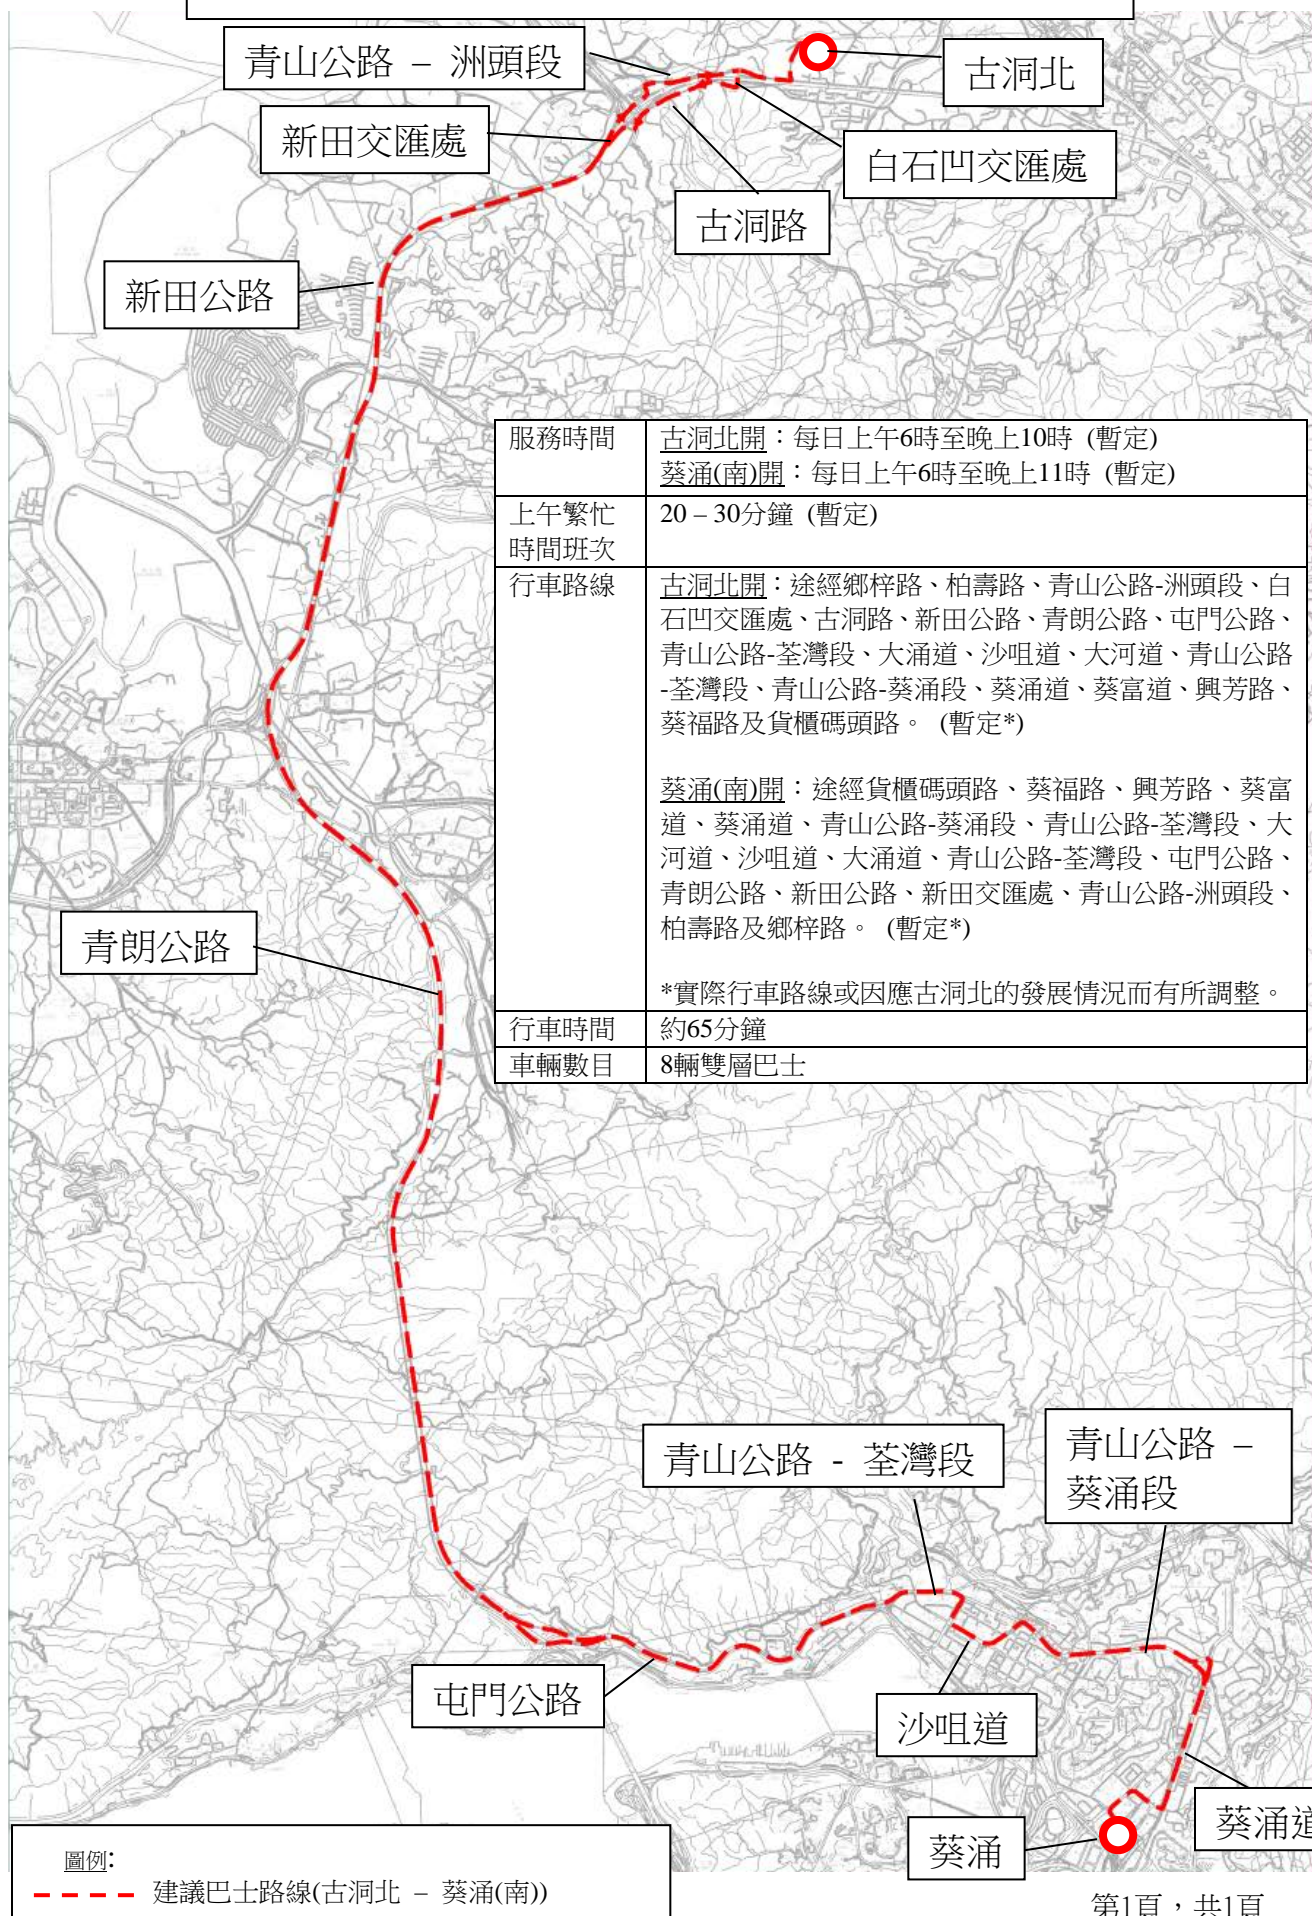 青山公路 – 洲頭段
古洞北
新田交匯處
白石凹交匯處
古洞路
新田公路
服務時間
古洞北開：每日上午6時至晚上10時 (暫定)
葵涌(南)開：每日上午6時至晚上11時 (暫定)
上午繁忙
時間班次
20 – 30分鐘 (暫定)
行車路線
古洞北開：途經鄉梓路、柏壽路、青山公路-洲頭段、白
石凹交匯處、古洞路、新田公路、青朗公路、屯門公路、
青山公路-荃灣段、大涌道、沙咀道、大河道、青山公路
-荃灣段、青山公路-葵涌段、葵涌道、葵富道、興芳路、
葵福路及貨櫃碼頭路。 (暫定*)
葵涌(南)開：途經貨櫃碼頭路、葵福路、興芳路、葵富
道、葵涌道、青山公路-葵涌段、青山公路-荃灣段、大
河道、沙咀道、大涌道、青山公路-荃灣段、屯門公路、
青朗公路、新田公路、新田交匯處、青山公路-洲頭段、
柏壽路及鄉梓路。 (暫定*)
*實際行車路線或因應古洞北的發展情況而有所調整。
行車時間
約65分鐘
車輛數目
8輛雙層巴士
青朗公路
青山公路 - 荃灣段
青山公路 –
葵涌段
屯門公路
沙咀道
葵涌道
葵涌
圖例:
建議巴士路線(古洞北 – 葵涌(南))
第1頁，共1頁